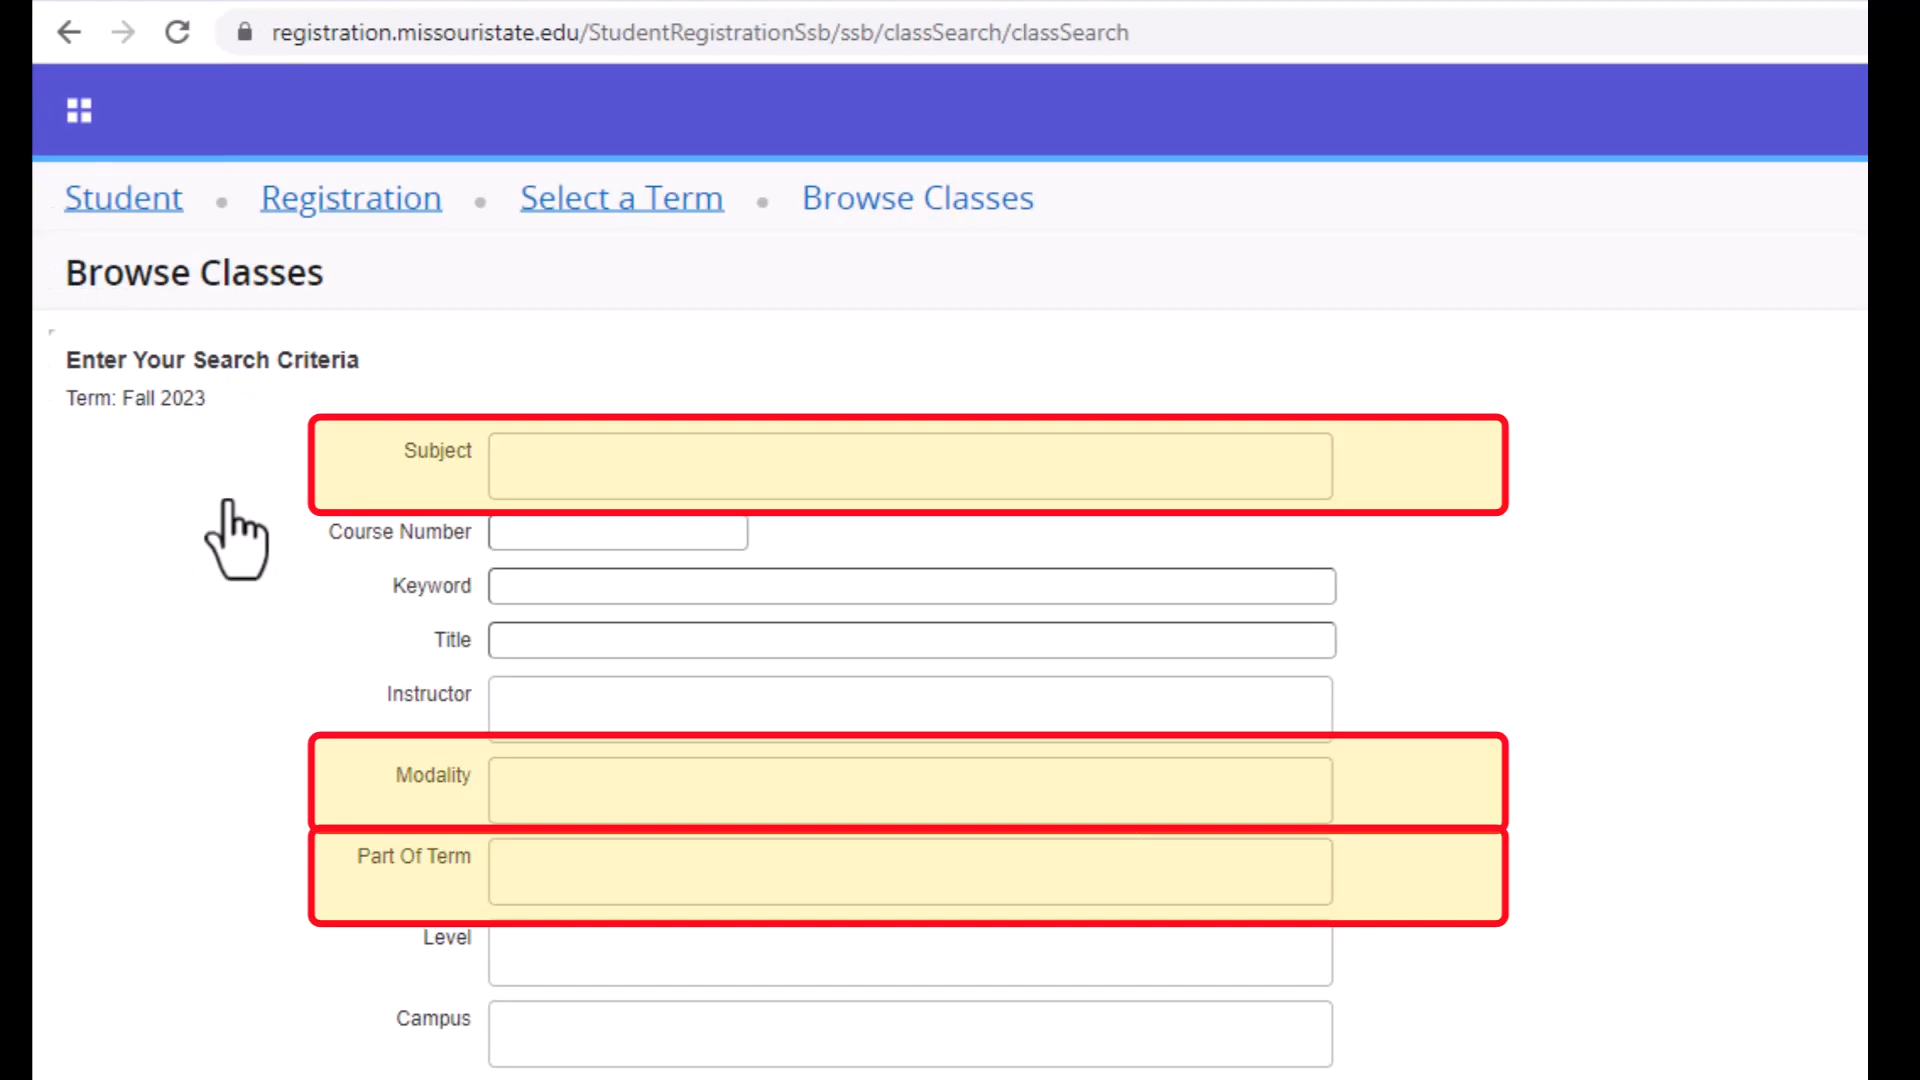 registration.missouristate.edu/StudentRegistrationSsb/ssb/classSearch/classSearch
Student • Registration • Select a Term • Browse Classes
Browse Classes
Enter Your Search Criteria
Term: Fall 2023
Subject
Course Number
Keyword
Title
Instructor
Modality
Part Of Term
Level
Campus